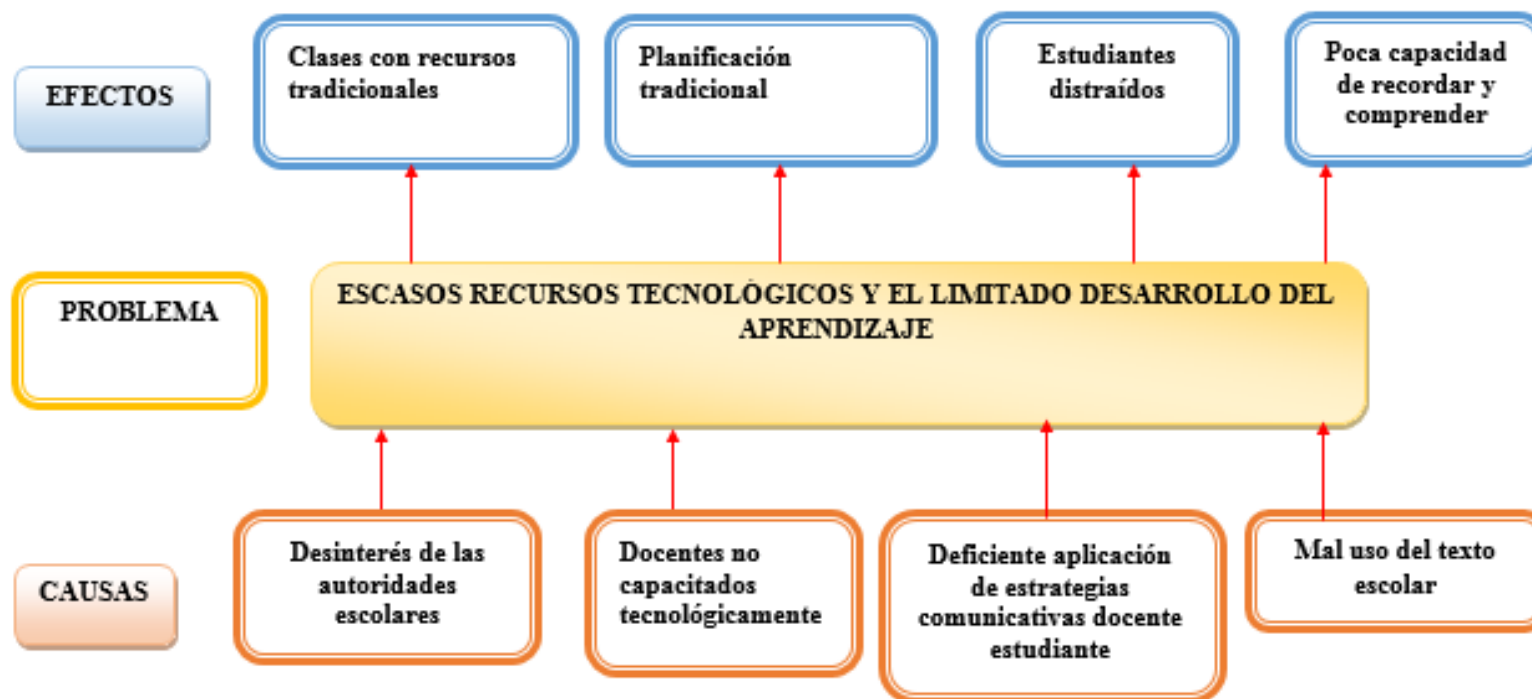 EFECTOS
Clases con recursos
tradicionales
Planificación
tradicional
Estudiantes
distraídos
Poca capacidad
de recordar y
comprender
PROBLEMA
ESCASOS RECURSOS TECNOLÓGICOS Y EL LIMITADO DESARROLLO DEL
APRENDIZAJE
CAUSAS
Desinterés de las
autoridades
escolares
Docentes no
capacitados
tecnológicamente
Deficiente aplicación
de estrategias
comunicativas docente
estudiante
Mal uso del texto
escolar